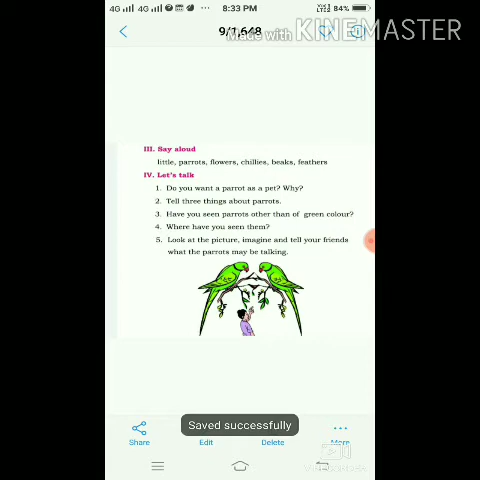 4G 4G 8:33 PM 84%
9/1,648
Made with KINEMASTER
III. Say aloud
little, parrots, flowers, chillies, beaks, feathers
IV. Let's talk
1. Do you want a parrot as a pet? Why?
2. Tell three things about parrots.
3. Have you seen parrots other than of green colour?
4. Where have you seen them?
5. Look at the picture, imagine and tell your friends
what the parrots may be talking.
Saved successfully
Share Edit Delete More